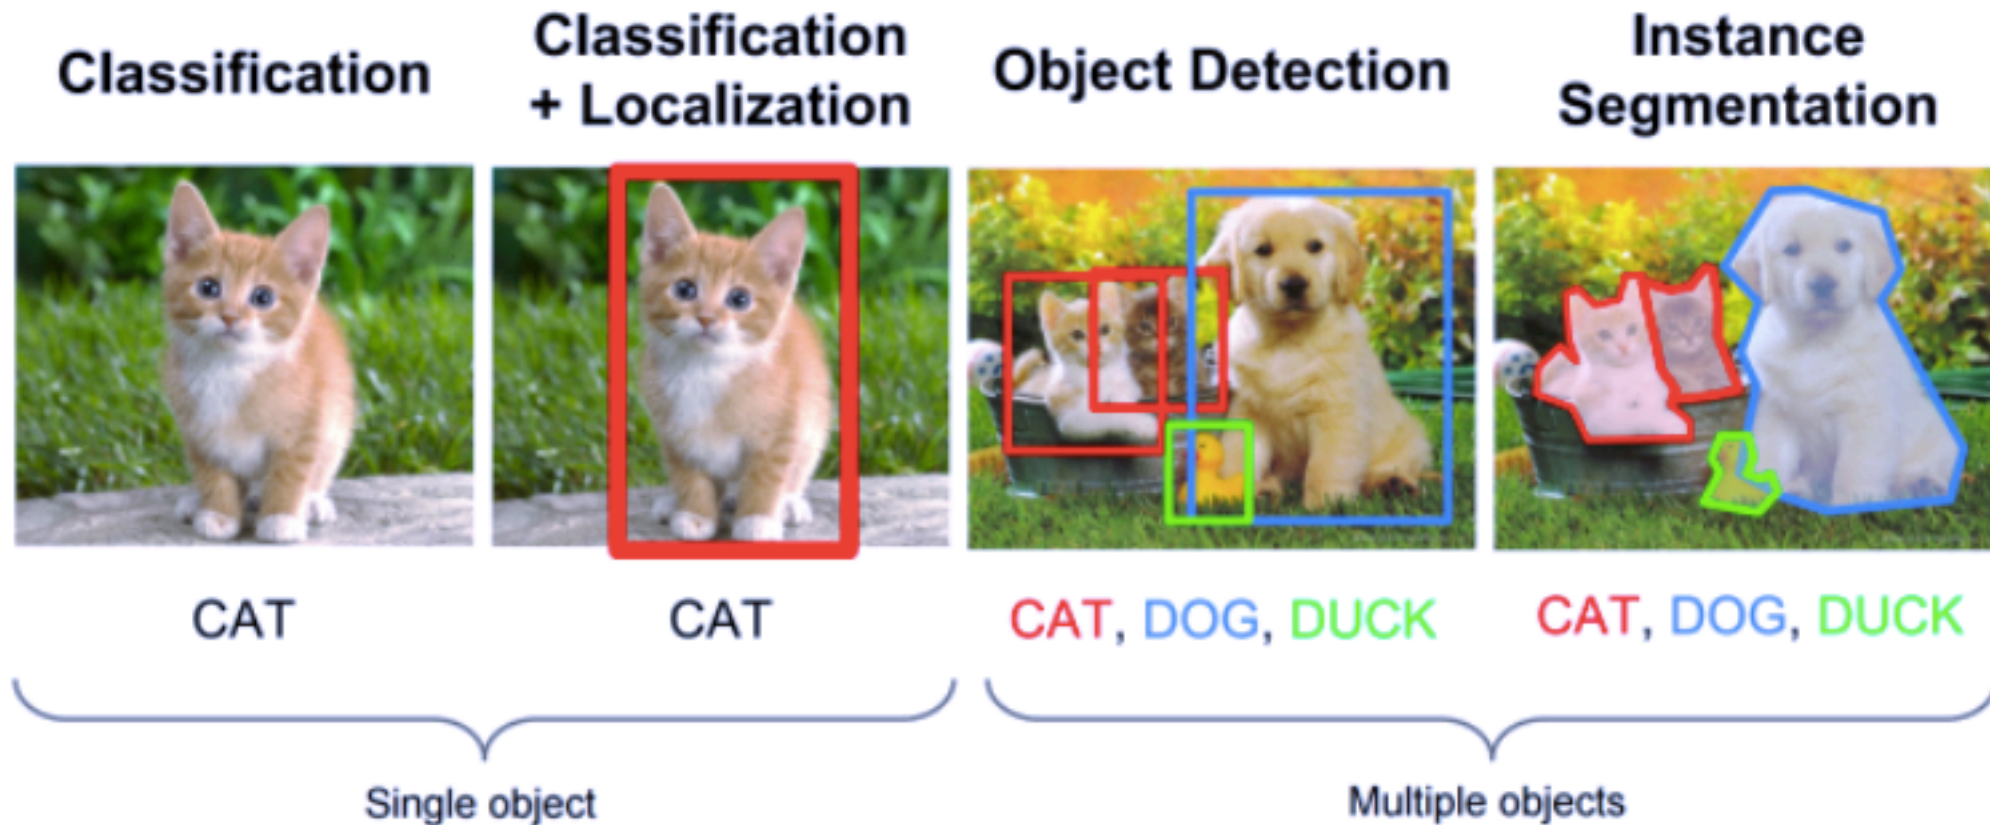 Classification
Classification
+ Localization
Object Detection
Instance
Segmentation
CAT
CAT
CAT, DOG, DUCK
CAT, DOG, DUCK
Single object
Multiple objects